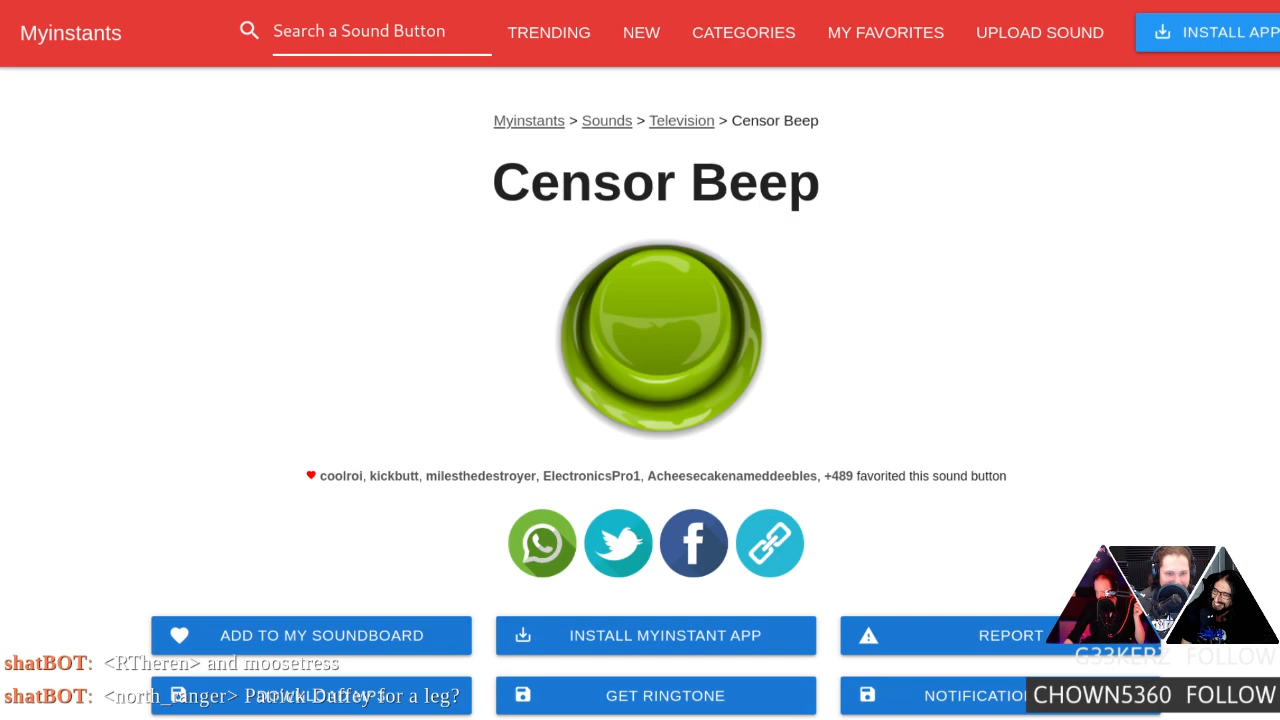 Myinstants
Search a Sound Button
TRENDING
NEW
CATEGORIES
MY FAVORITES
UPLOAD SOUND
INSTALL APP
Myinstants > Sounds > Television > Censor Beep
Censor Beep
coolroi, kickbutt, milesthedestroyer, ElectronicsPro1, Acheesecakenameddeebles, +489 favorited this sound button
ADD TO MY SOUNDBOARD
INSTALL MYINSTANT APP
REPORT
shatBOT: <RTheren> and moosetress
G33KERZ FOLLOW
shatBOT: <north_ranger> Patrick Duffey for a leg?
GET RINGTONE
CHOWN5360 FOLLOW